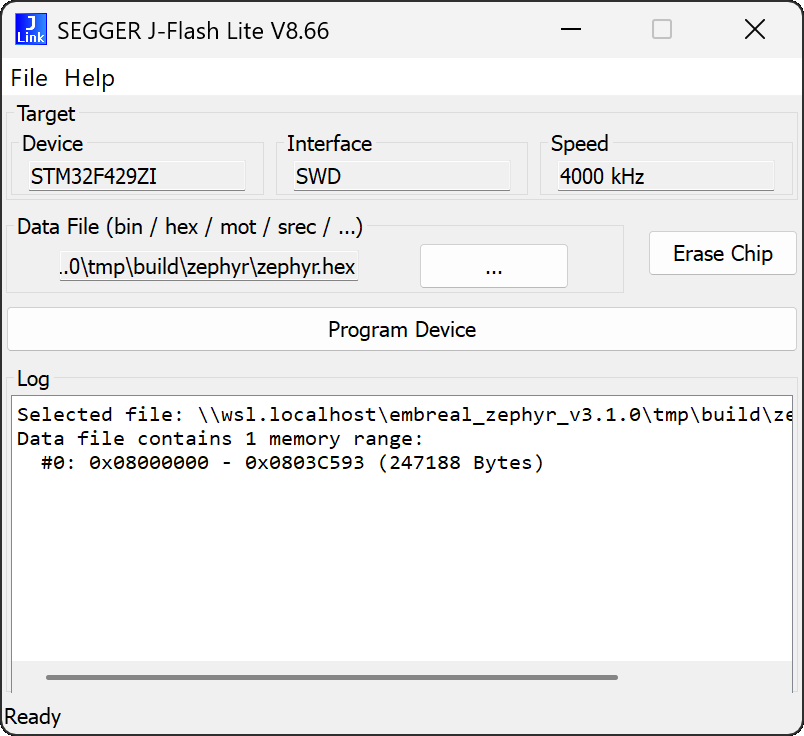 J
Link
SEGGER J-Flash Lite V8.66
File Help
Target
Device Interface Speed
STM32F429ZI SWD 4000 kHz
Data File (bin / hex / mot / srec / ...)
..0\tmp\build\zephyr\zephyr.hex ... Erase Chip
Program Device
Log
Selected file: \\wsl.localhost\embreal_zephyr_v3.1.0\tmp\build\ze
Data file contains 1 memory range:
#0: 0x08000000 - 0x0803C593 (247188 Bytes)
Ready